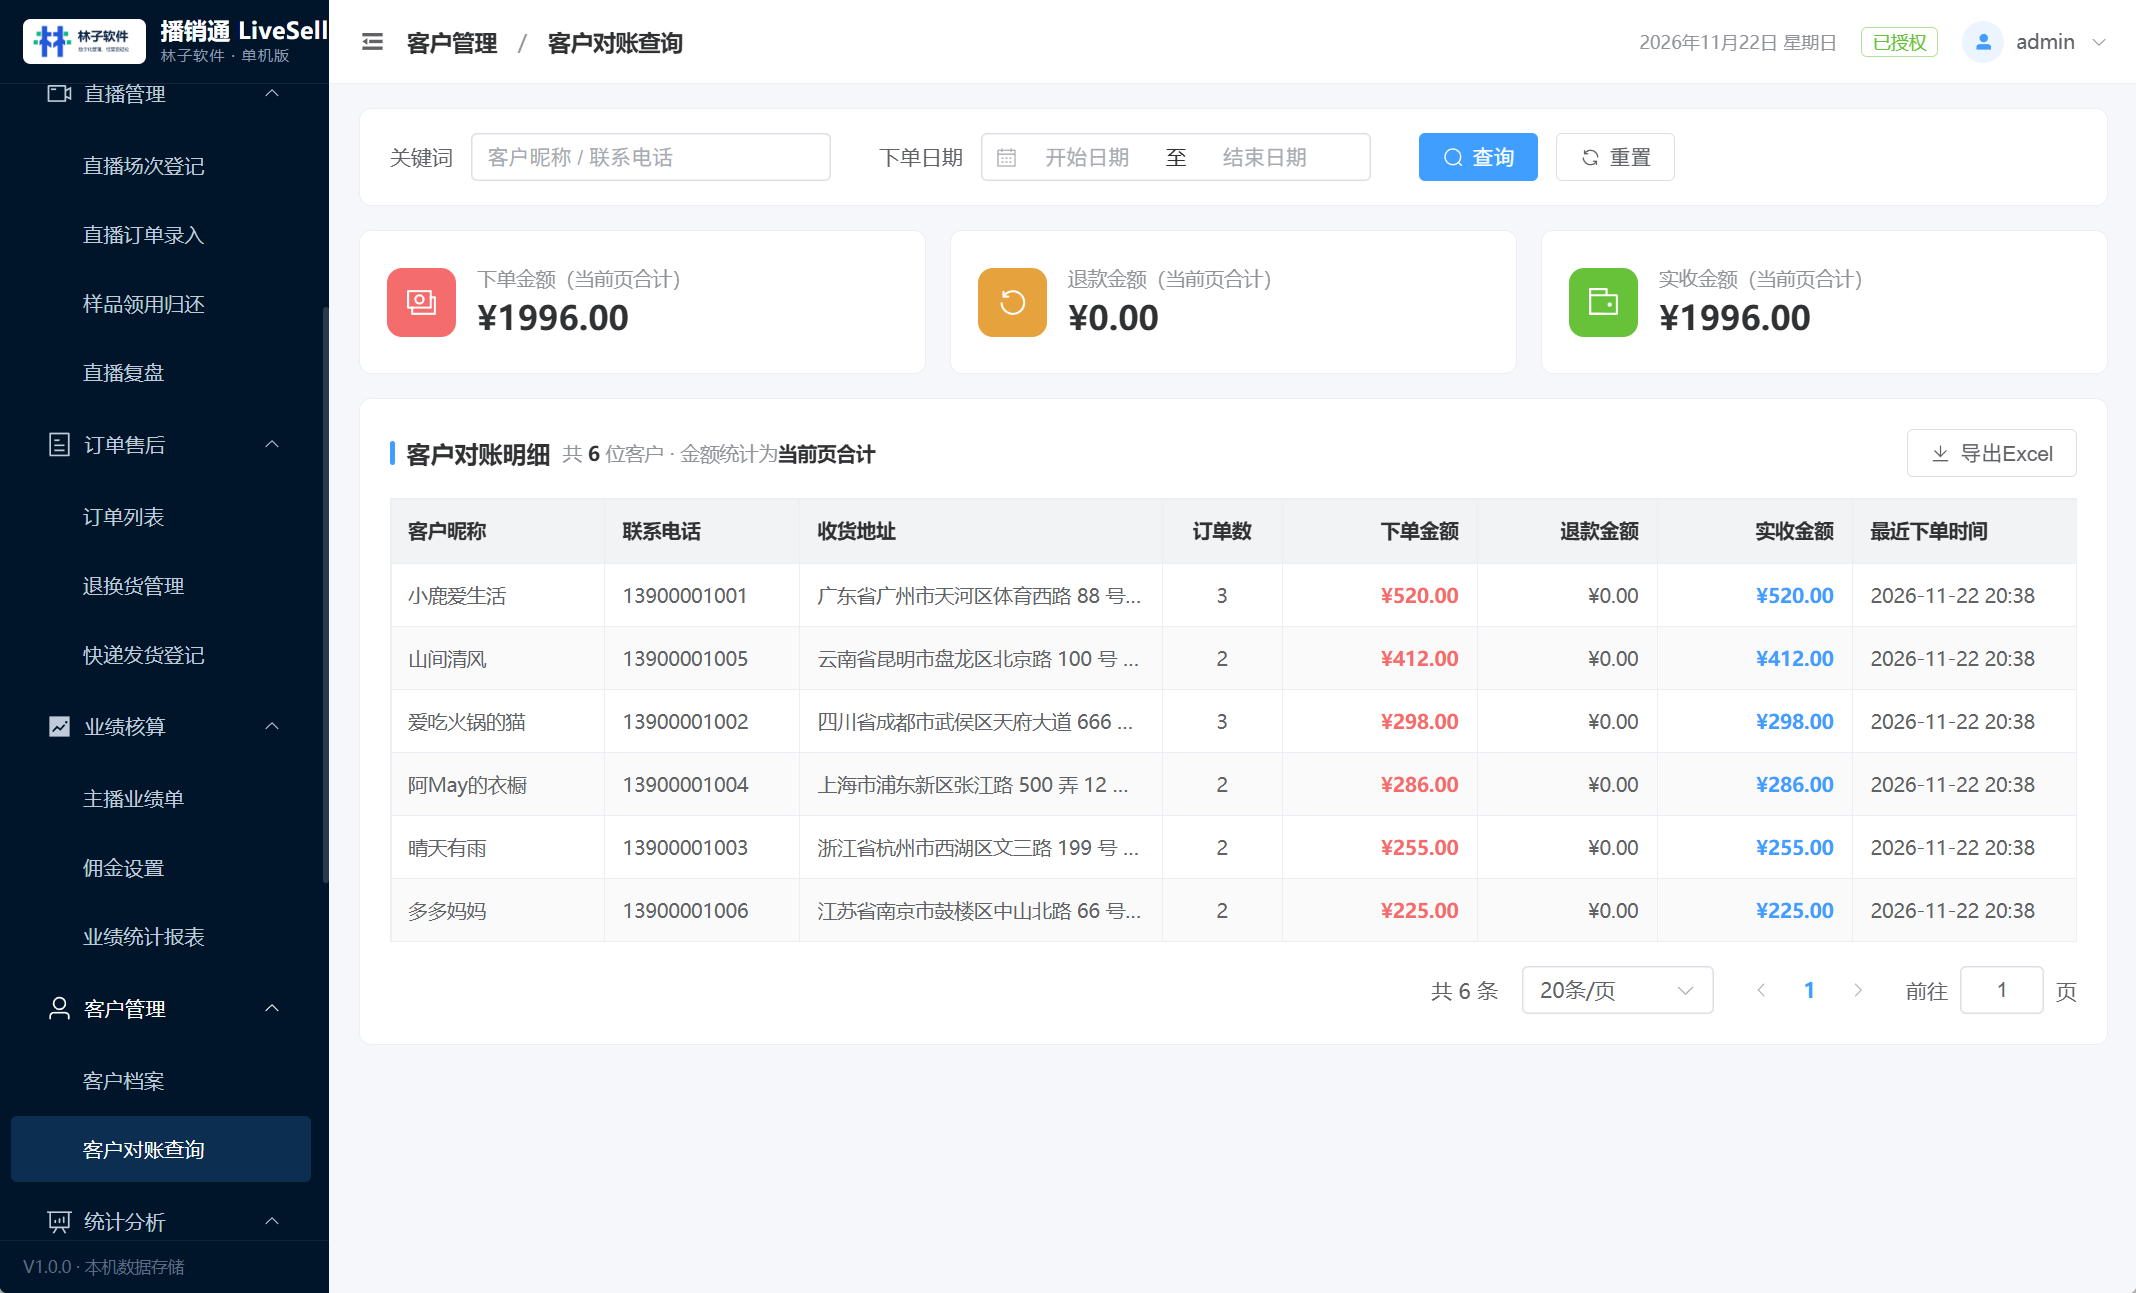 林子软件
播销通 LiveSell
林子软件 · 单机版
直播管理
直播场次登记
直播订单录入
样品领用归还
直播复盘
订单售后
订单列表
退换货管理
快递发货登记
业绩核算
主播业绩单
佣金设置
业绩统计报表
客户管理
客户档案
客户对账查询
统计分析
V1.0.0 · 本机数据存储
客户管理 / 客户对账查询
2026年11月22日 星期日 已授权 admin
关键词 客户昵称 / 联系电话 下单日期 开始日期 至 结束日期 查询 重置
下单金额（当前页合计）
¥1996.00
退款金额（当前页合计）
¥0.00
实收金额（当前页合计）
¥1996.00
客户对账明细 共 6 位客户 · 金额统计为当前页合计 导出Excel
客户昵称 联系电话 收货地址 订单数 下单金额 退款金额 实收金额 最近下单时间
小鹿爱生活 13900001001 广东省广州市天河区体育西路 88 号... 3 ¥520.00 ¥0.00 ¥520.00 2026-11-22 20:38
山间清风 13900001005 云南省昆明市盘龙区北京路 100 号 ... 2 ¥412.00 ¥0.00 ¥412.00 2026-11-22 20:38
爱吃火锅的猫 13900001002 四川省成都市武侯区天府大道 666 ... 3 ¥298.00 ¥0.00 ¥298.00 2026-11-22 20:38
阿May的衣橱 13900001004 上海市浦东新区张江路 500 弄 12 ... 2 ¥286.00 ¥0.00 ¥286.00 2026-11-22 20:38
晴天有雨 13900001003 浙江省杭州市西湖区文三路 199 号 ... 2 ¥255.00 ¥0.00 ¥255.00 2026-11-22 20:38
多多妈妈 13900001006 江苏省南京市鼓楼区中山北路 66 号... 2 ¥225.00 ¥0.00 ¥225.00 2026-11-22 20:38
共 6 条 20条/页 1 前往 1 页